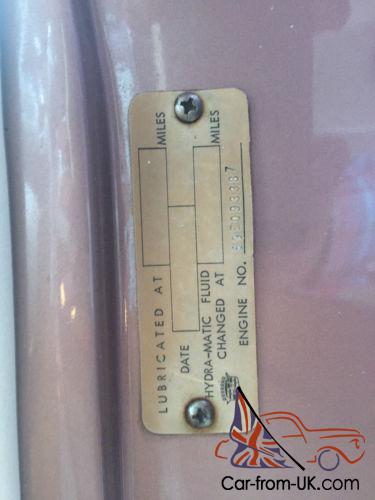 LUBRICATED AT MILES
DATE
HYDRA-MATIC FLUID
CHANGED AT MILES
ENGINE NO.
Car-from-UK.com